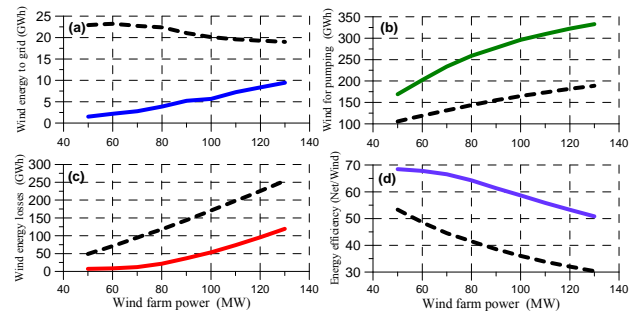 Wind energy to grid (GWh)
25
20
15
10
5
0
(a)
Wind for pumping (GWh)
350
300
250
200
150
100
(b)
40 60 80 100 120 140
40 60 80 100 120 140
Wind energy losses (GWh)
300
250
200
150
100
50
0
(c)
40 60 80 100 120 140
Wind farm power (MW)
Energy efficiency (Net/Wind)
70
60
50
40
30
(d)
40 60 80 100 120 140
Wind farm power (MW)